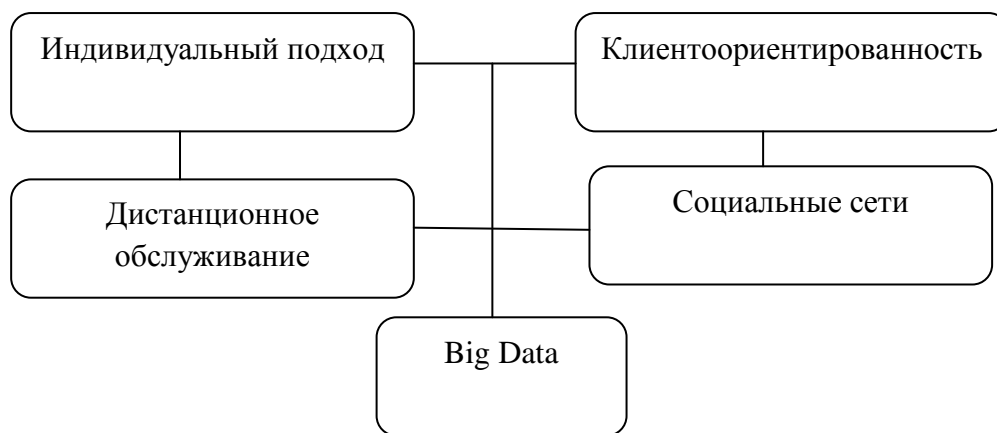 Индивидуальный подход
Клиентоориентированность
Дистанционное
обслуживание
Социальные сети
Big Data